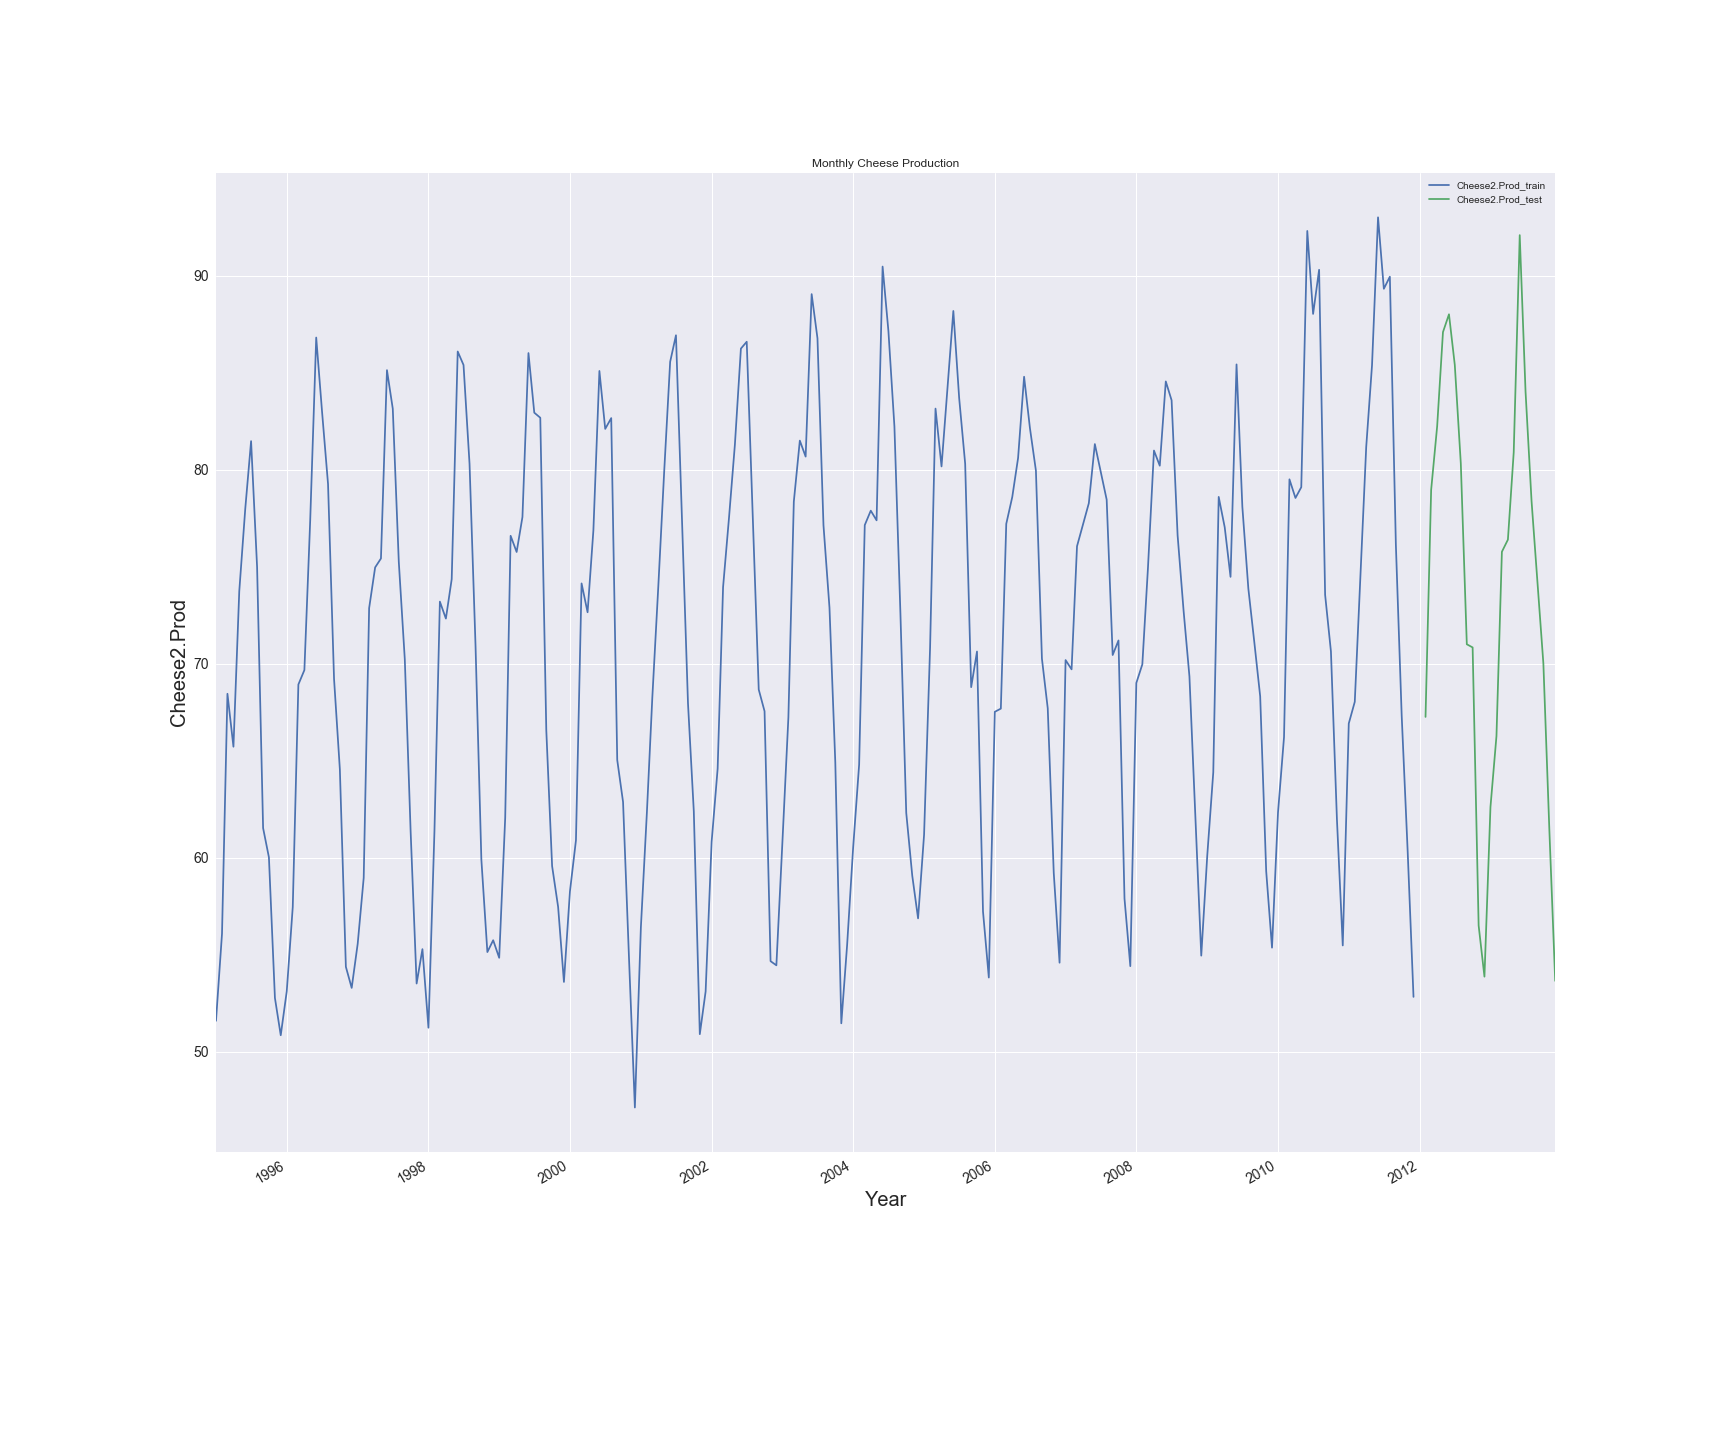 Monthly Cheese Production
Cheese2.Prod_train
Cheese2.Prod_test
90
80
70
60
50
Cheese2.Prod
1996
1998
2000
2002
2004
2006
2008
2010
2012
Year